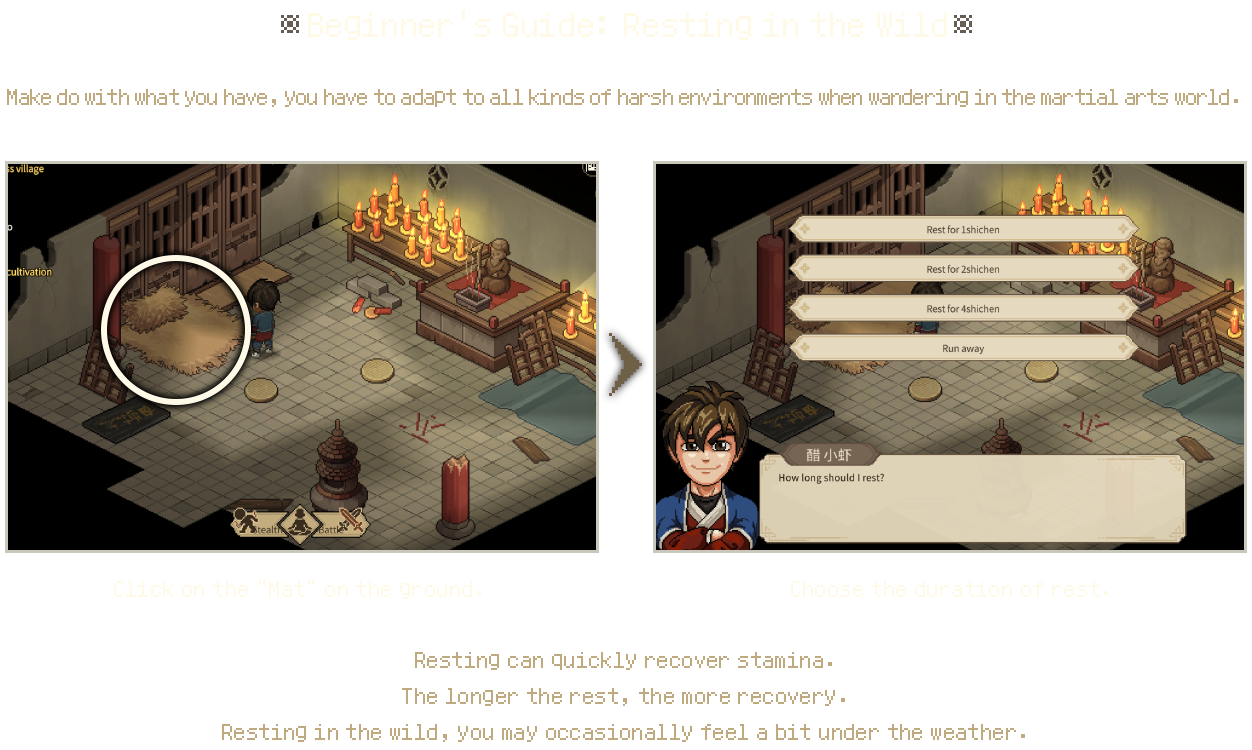 Beginner's Guide: Resting in the Wild
Make do with what you have, you have to adapt to all kinds of harsh environments when wandering in the martial arts world.
ss village
o
cultivation
Stealth
Battle
Rest for 1shichen
Rest for 2shichen
Rest for 4shichen
Run away
醋 小虾
How long should I rest?
Click on the "Mat" on the ground.
Choose the duration of rest.
Resting can quickly recover stamina.
The longer the rest, the more recovery.
Resting in the wild, you may occasionally feel a bit under the weather.